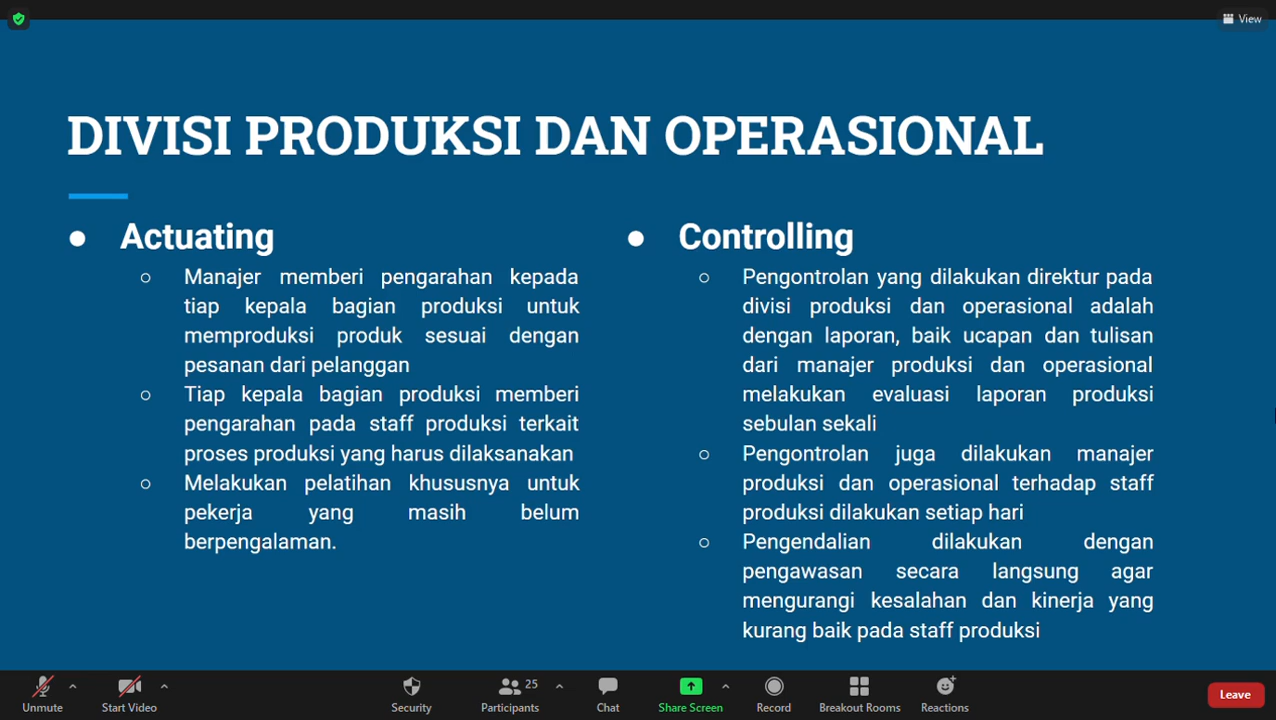 View
DIVISI PRODUKSI DAN OPERASIONAL
● Actuating
○ Manajer memberi pengarahan kepada
tiap kepala bagian produksi untuk
memproduksi produk sesuai dengan
pesanan dari pelanggan
○ Tiap kepala bagian produksi memberi
pengarahan pada staff produksi terkait
proses produksi yang harus dilaksanakan
○ Melakukan pelatihan khususnya untuk
pekerja yang masih belum
berpengalaman.
● Controlling
○ Pengontrolan yang dilakukan direktur pada
divisi produksi dan operasional adalah
dengan laporan, baik ucapan dan tulisan
dari manajer produksi dan operasional
melakukan evaluasi laporan produksi
sebulan sekali
○ Pengontrolan juga dilakukan manajer
produksi dan operasional terhadap staff
produksi dilakukan setiap hari
○ Pengendalian dilakukan dengan
pengawasan secara langsung agar
mengurangi kesalahan dan kinerja yang
kurang baik pada staff produksi
Unmute
Start Video
Security
25
Participants
Chat
Share Screen
Record
Breakout Rooms
Reactions
Leave